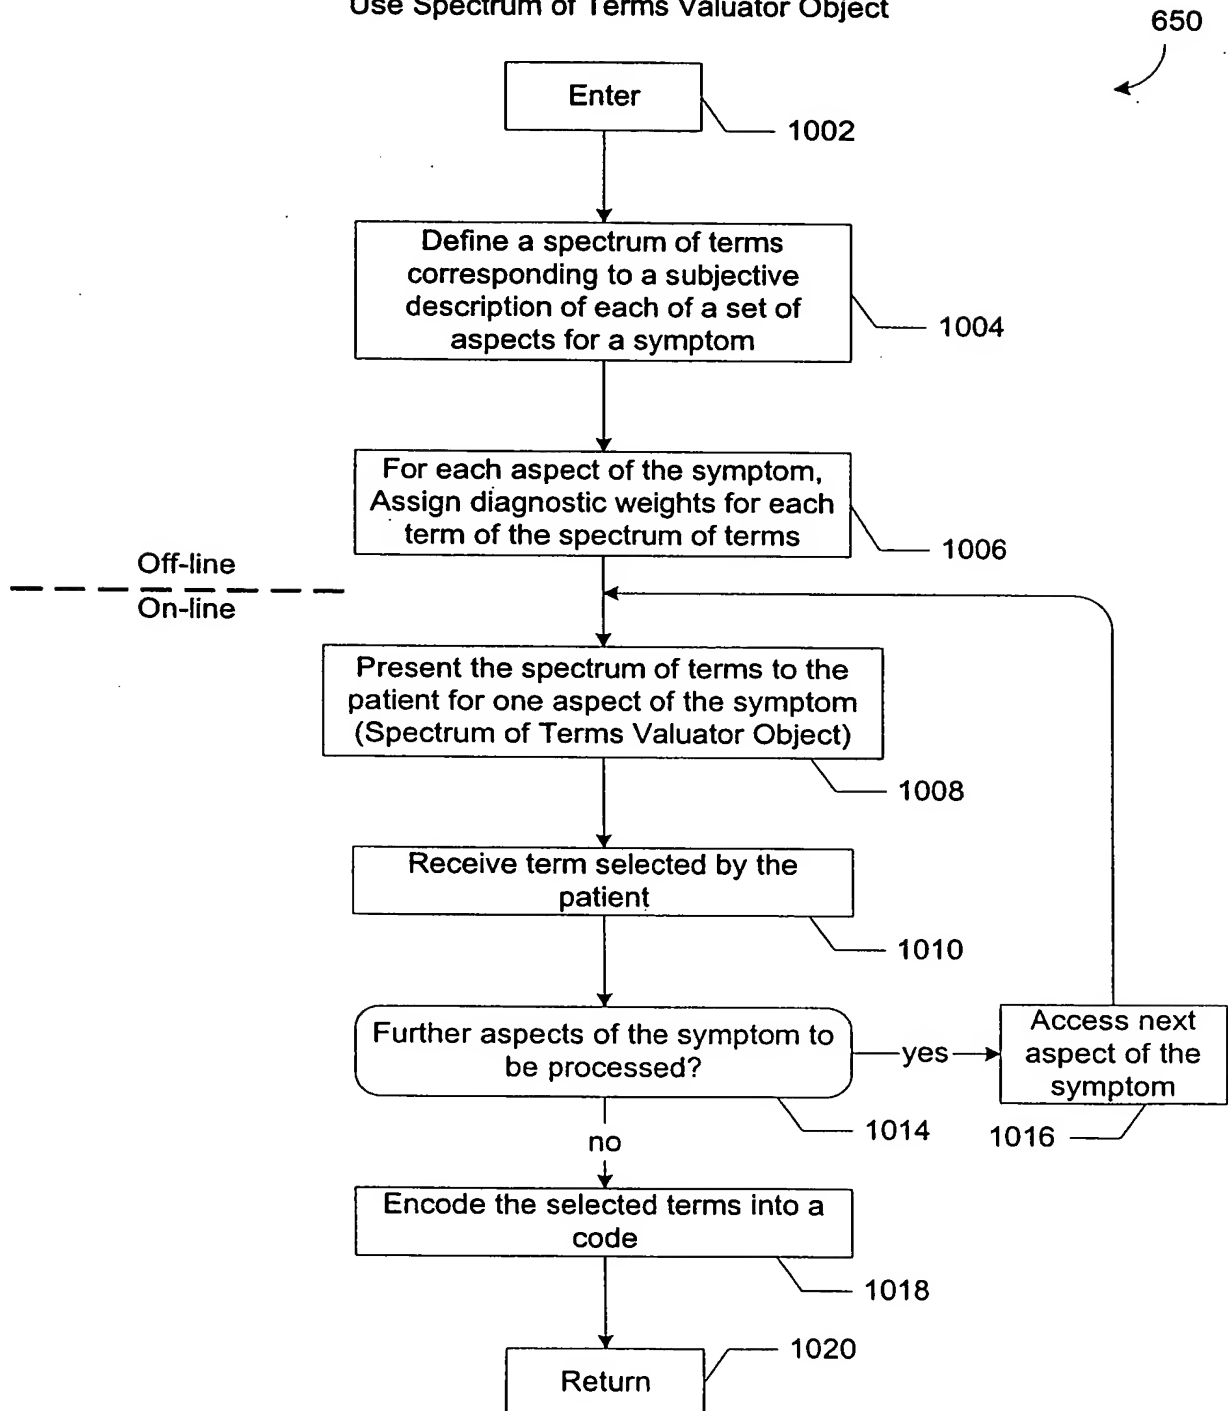 Use Spectrum of Terms Valuator Object
650
Enter
1002
Define a spectrum of terms
corresponding to a subjective
description of each of a set of
aspects for a symptom
1004
For each aspect of the symptom,
Assign diagnostic weights for each
term of the spectrum of terms
1006
Off-line
On-line
Present the spectrum of terms to the
patient for one aspect of the symptom
(Spectrum of Terms Valuator Object)
1008
Receive term selected by the
patient
1010
Further aspects of the symptom to
be processed?
1014
yes
Access next
aspect of the
symptom
1016
no
Encode the selected terms into a
code
1018
Return
1020